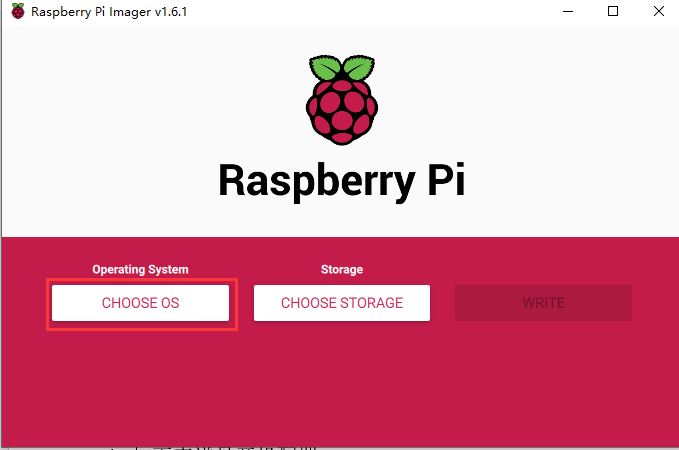 Raspberry Pi Imager v1.6.1
Raspberry Pi
Operating System
Storage
CHOOSE OS
CHOOSE STORAGE
WRITE